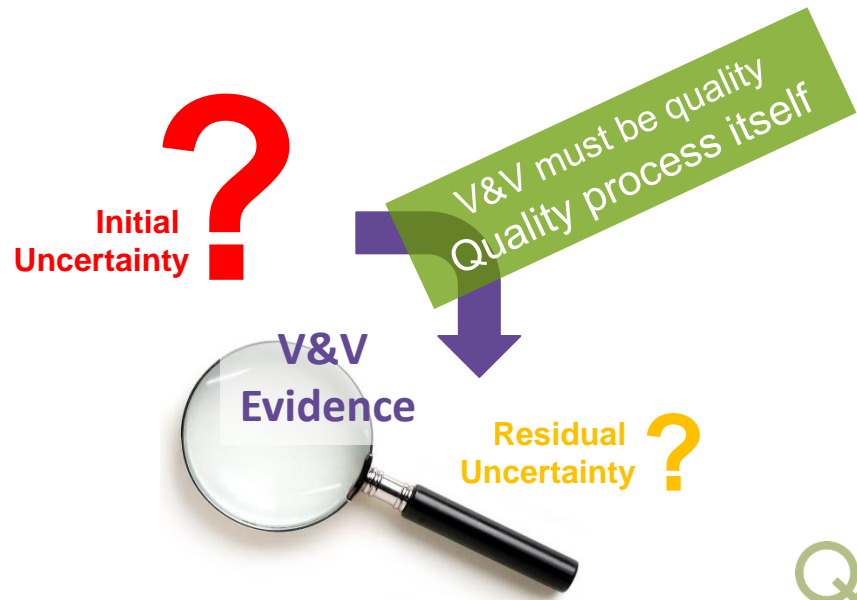 ?
V&V must be quality
Quality process itself
Initial
Uncertainty
V&V
Evidence
Residual
Uncertainty ?
Q